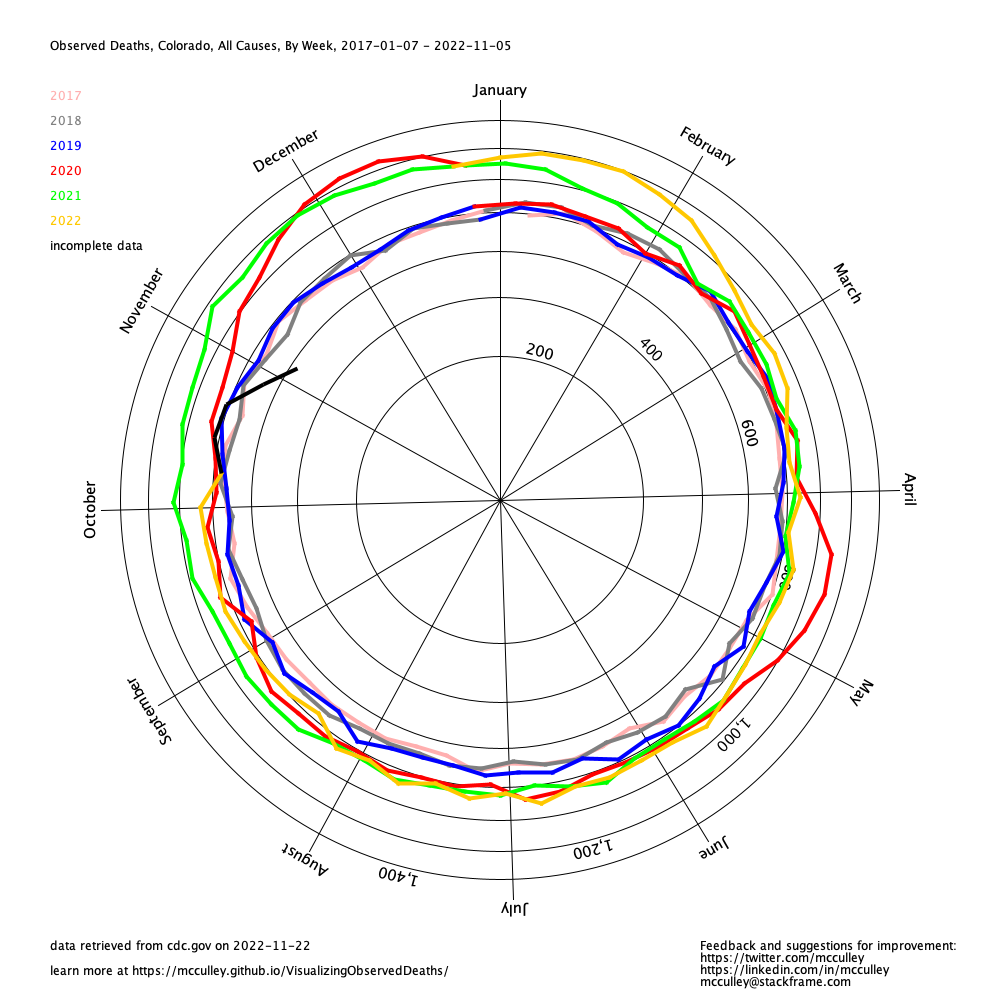 Observed Deaths, Colorado, All Causes, By Week, 2017-01-07 - 2022-11-05
January
2017
2018
2019
2020
2021
2022
incomplete data
December
February
November
March
200
400
600
October
April
800
September
May
1,000
August
June
1,200
1,400
July
data retrieved from cdc.gov on 2022-11-22
learn more at https://mcculley.github.io/VisualizingObservedDeaths/
Feedback and suggestions for improvement:
https://twitter.com/mcculley
https://linkedin.com/in/mcculley
mcculley@stackframe.com